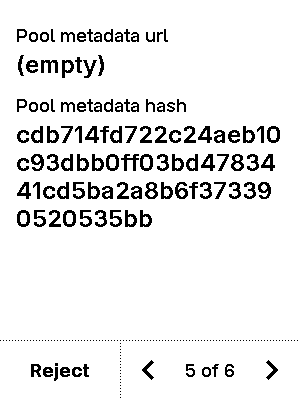 Pool metadata url
(empty)
Pool metadata hash
cdb714fd722c24aeb10
c93dbb0ff03bd47834
41cd5ba2a8b6f37339
0520535bb
Reject
5 of 6